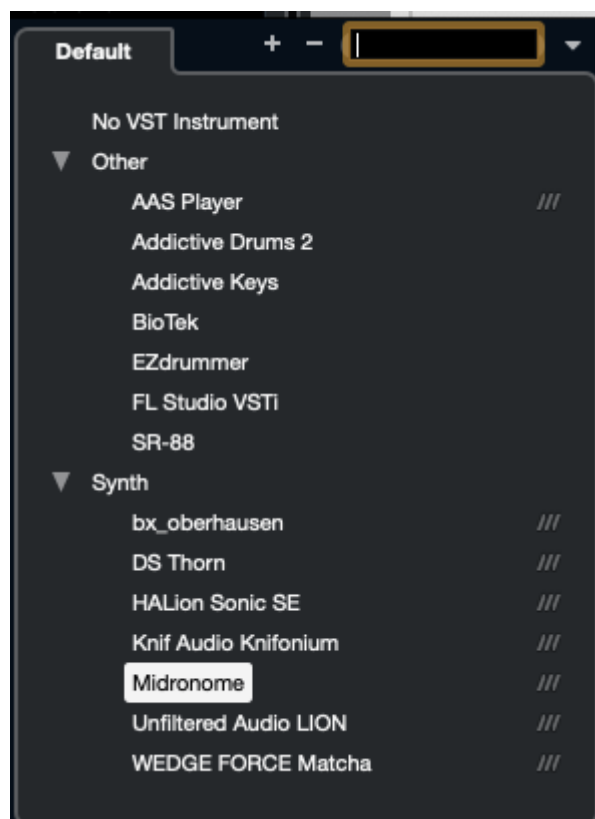 Default
No VST Instrument
Other
AAS Player
Addictive Drums 2
Addictive Keys
BioTek
EZdrummer
FL Studio VSTi
SR-88
Synth
bx_oberhausen
DS Thorn
HALion Sonic SE
Knif Audio Knifonium
Midronome
Unfiltered Audio LION
WEDGE FORCE Matcha